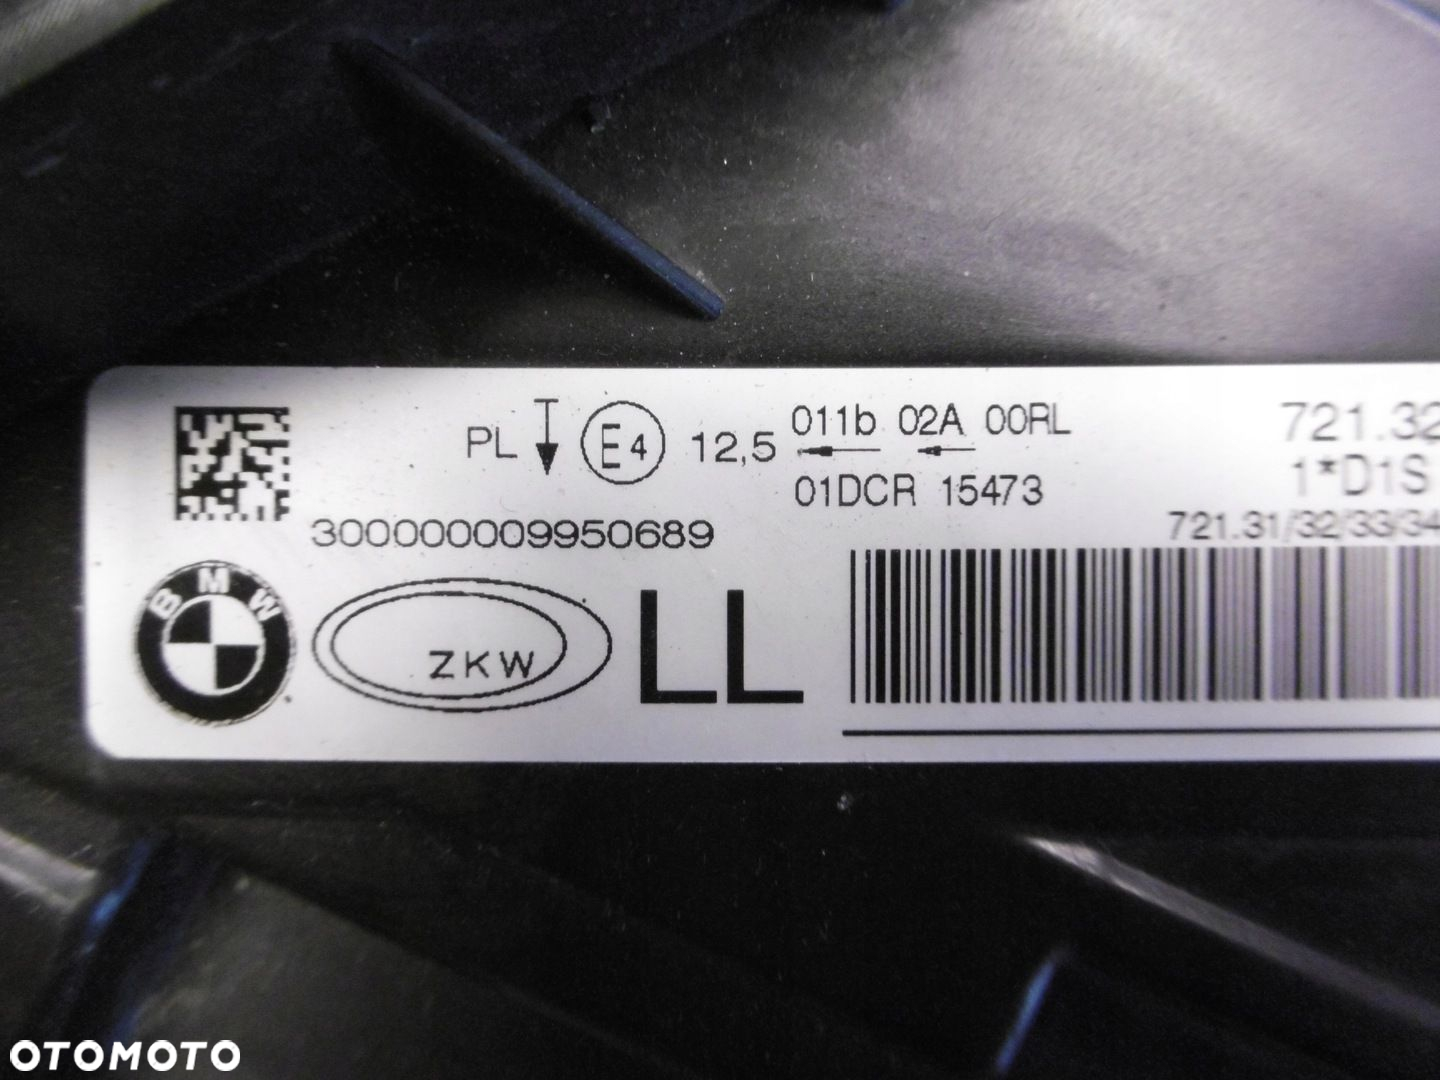 011b 02A 00RL
PL E4 12,5
01DCR 15473
721.32
1*D1S
300000009950689
721.31/32/33/34
BMW
ZKW
LL
OTOMOTO